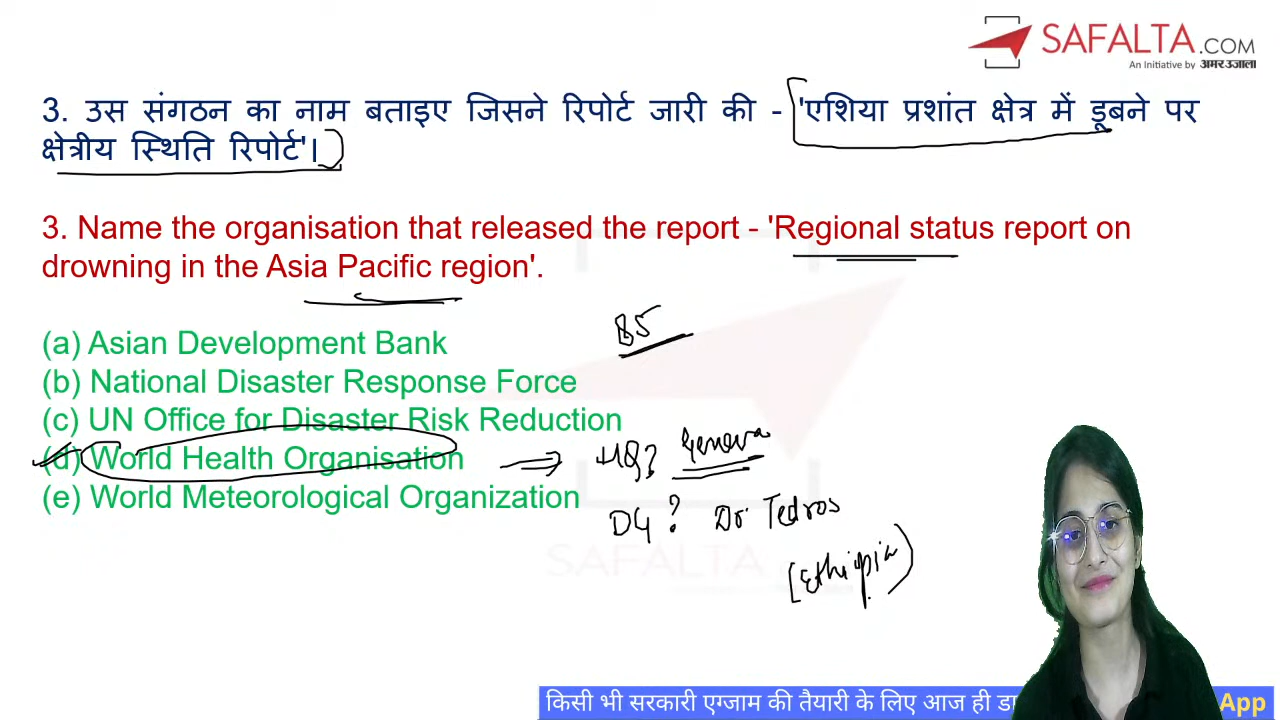 SAFALTA.COM
An Initiative by अमर उजाला
3. उस संगठन का नाम बताइए जिसने रिपोर्ट जारी की - 'एशिया प्रशांत क्षेत्र में डूबने पर
क्षेत्रीय स्थिति रिपोर्ट'।
3. Name the organisation that released the report - 'Regional status report on
drowning in the Asia Pacific region'.
(a) Asian Development Bank
85
(b) National Disaster Response Force
(c) UN Office for Disaster Risk Reduction
(d) World Health Organisation
HQ? Geneva
(e) World Meteorological Organization
DG? Dr. Tedros
(Ethiopia)
SAFALTA
किसी भी सरकारी एग्जाम की तैयारी के लिए आज ही App